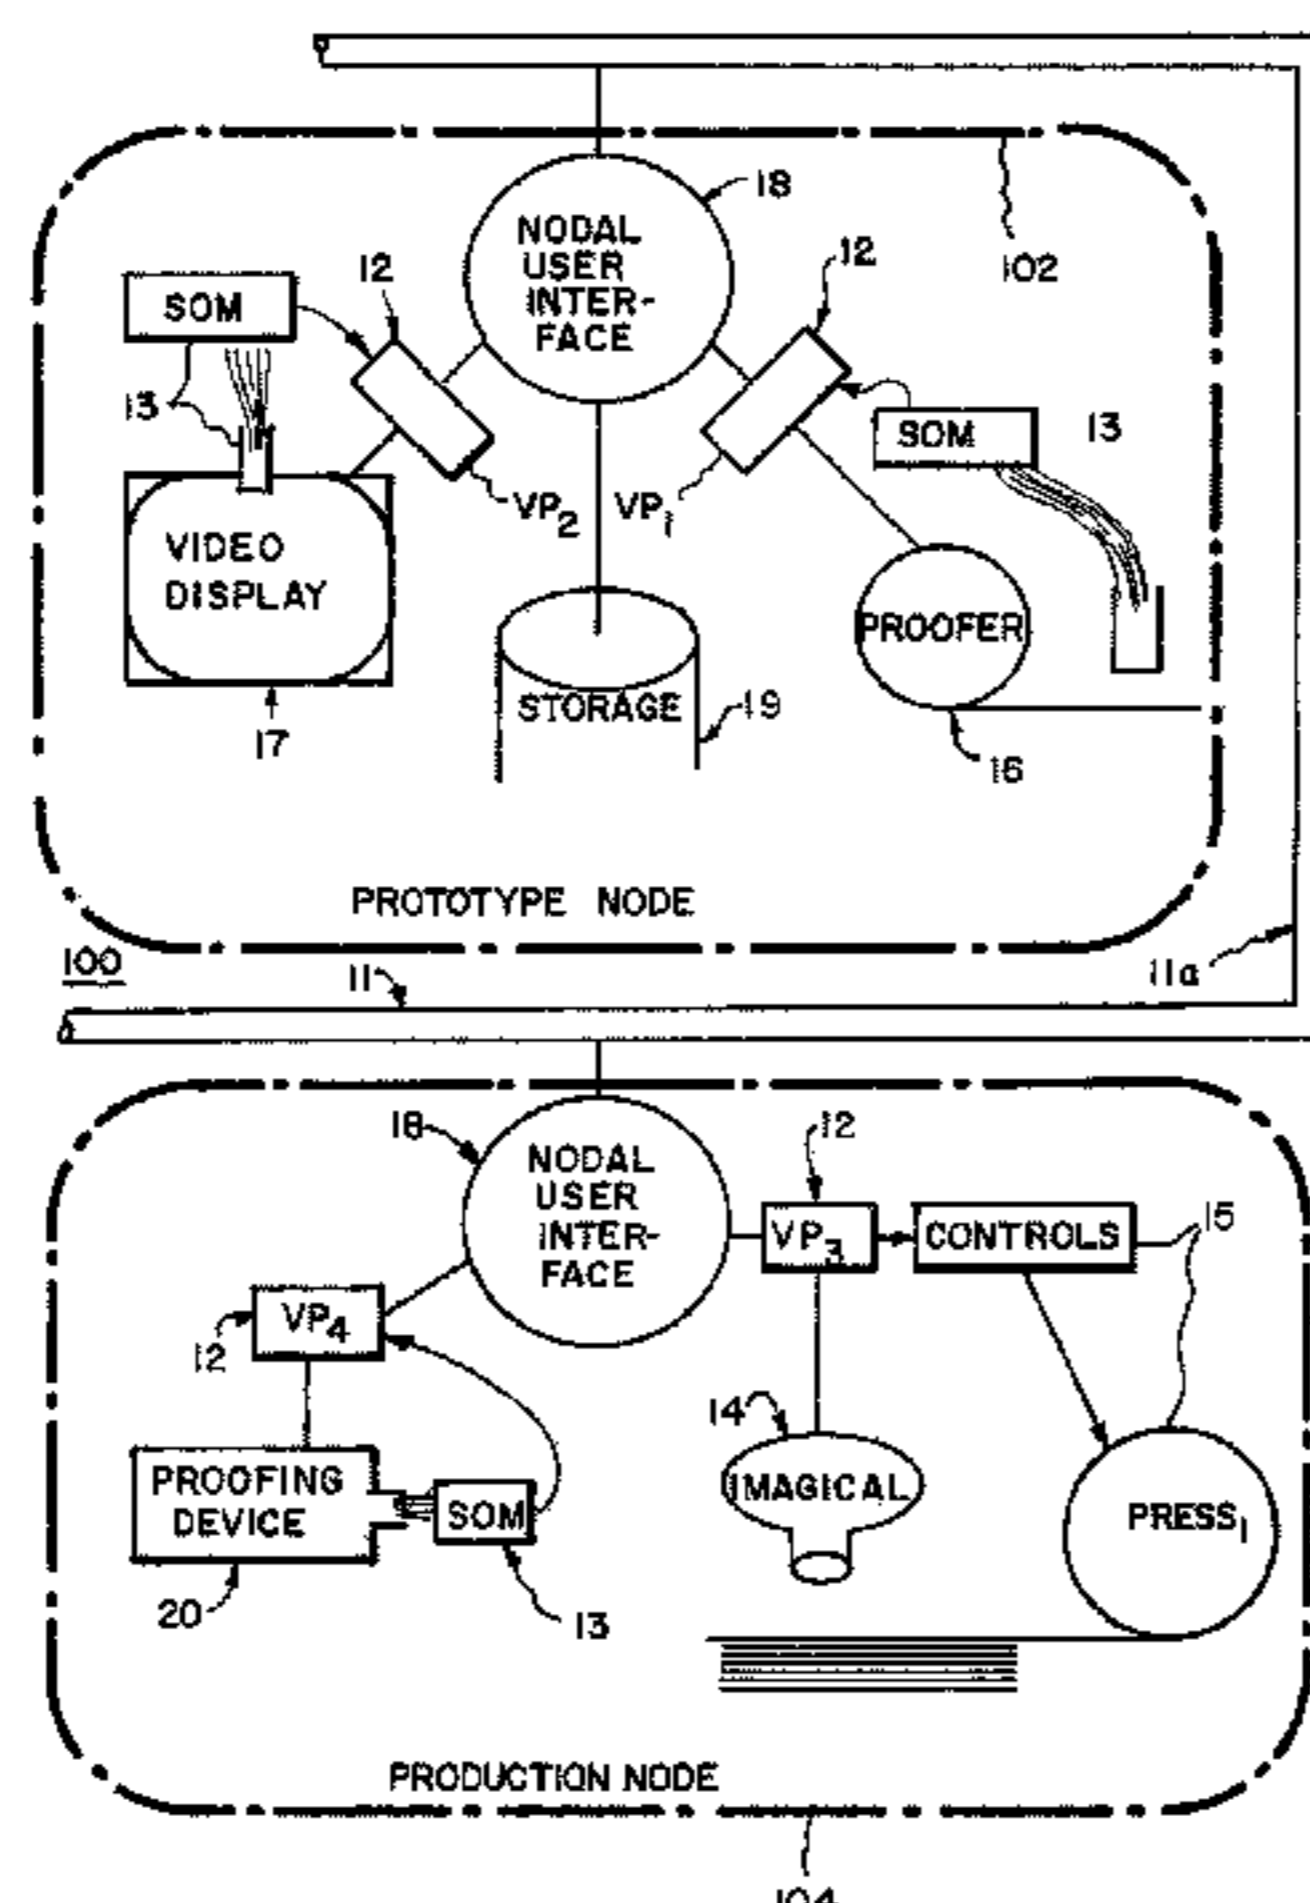 18
NODAL
USER
INTER-
FACE
102
12
12
SOM
13
SOM
13
VP2
VP1
VIDEO
DISPLAY
PROOFER
STORAGE
19
17
16
PROTOTYPE NODE
100
11
11a
18
12
NODAL
USER
INTER-
FACE
15
VP3
CONTROLS
VP4
12
14
PROOFING
DEVICE
SOM
IMAGICAL
PRESS1
20
13
PRODUCTION NODE
104